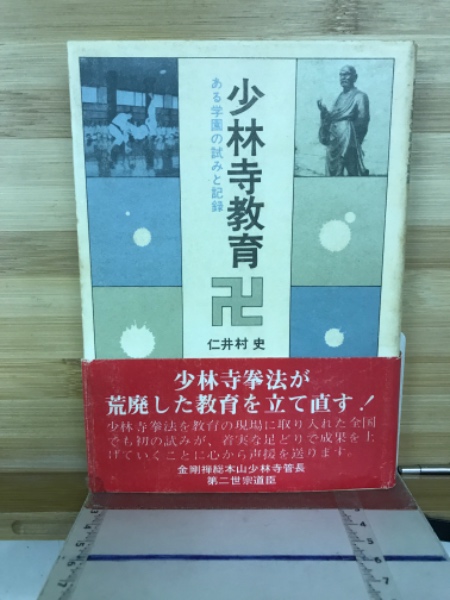 少林寺教育
ある学園の試みと記録
卍
仁井村 史
少林寺拳法が
荒廃した教育を立て直す!
少林寺拳法を教育の現場に取り入れた全国
でも初の試みが、着実な足どりで成果を上
げていくことに心から声援を送ります。
金剛禅総本山少林寺管長
第二世宗道臣